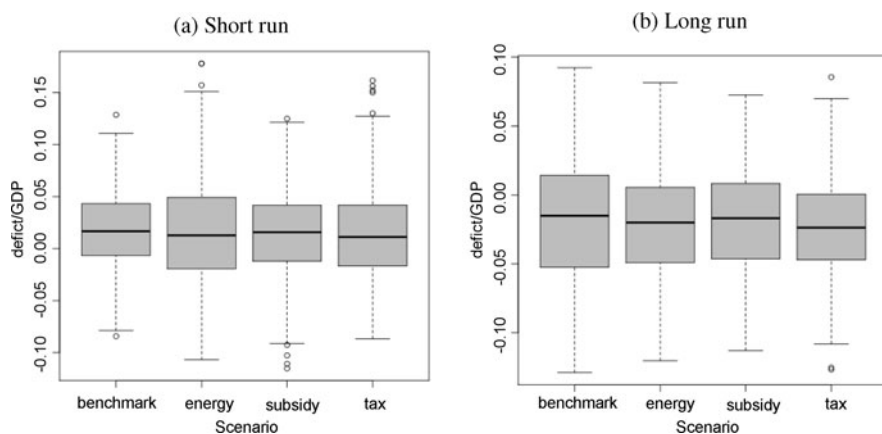 (a) Short run
defict/GDP
0.15
0.10
0.05
0.00
-0.05
-0.10
benchmark energy subsidy tax
Scenario
(b) Long run
defict/GDP
0.10
0.05
0.00
-0.05
-0.10
benchmark energy subsidy tax
Scenario